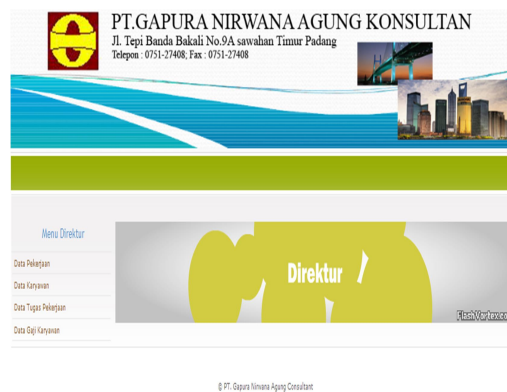 PT.GAPURA NIRWANA AGUNG KONSULTAN
Jl. Tepi Banda Bakali No.9A sawahan Timur Padang
Telepon : 0751-27408; Fax : 0751-27408
Menu Direktur
Data Pekerjaan
Data Karyawan
Data Tugas Pekerjaan
Data Gaji Karyawan
Direktur
FlashVortex.co
© PT. Gapura Nirwana Agung Consultant